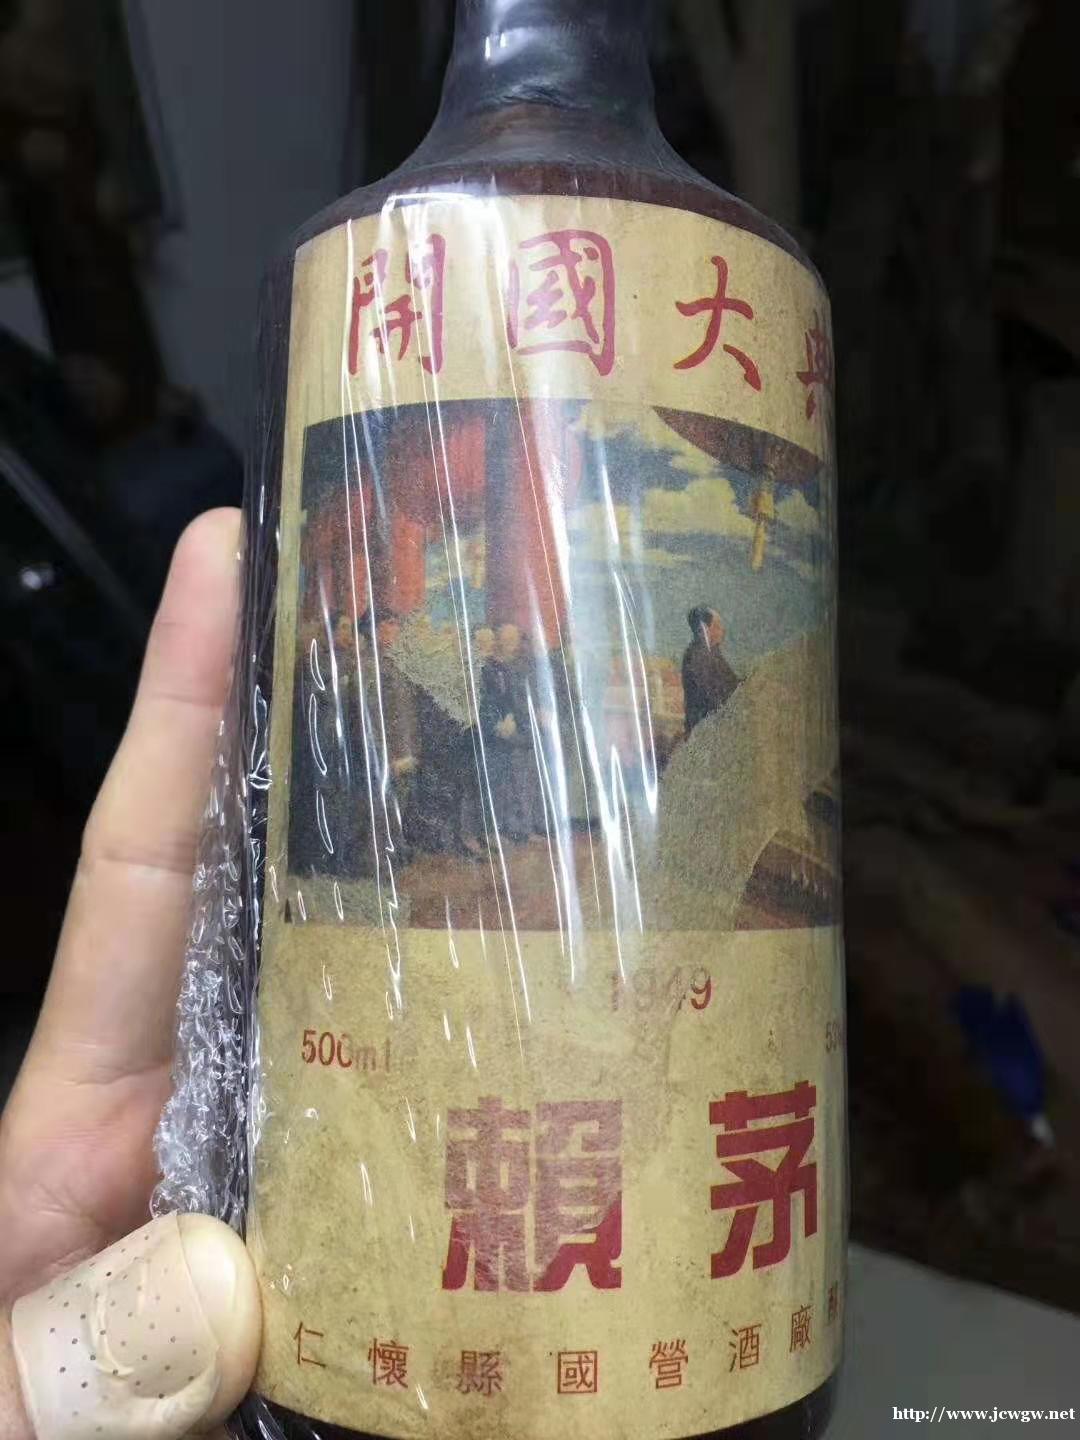 開國大典
1949
500ml 53
賴茅
仁懷縣國營酒廠
http://www.jcwgw.net